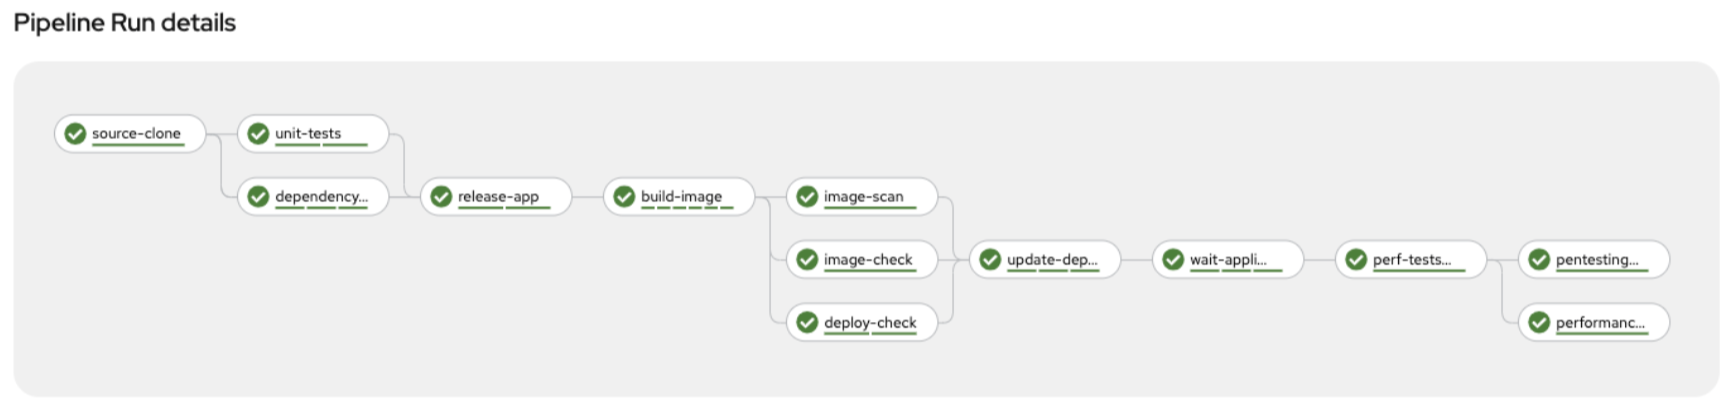 Pipeline Run details
source-clone
unit-tests
dependency...
release-app
build-image
image-scan
image-check
deploy-check
update-dep...
wait-appli...
perf-tests...
pentesting...
performanc...